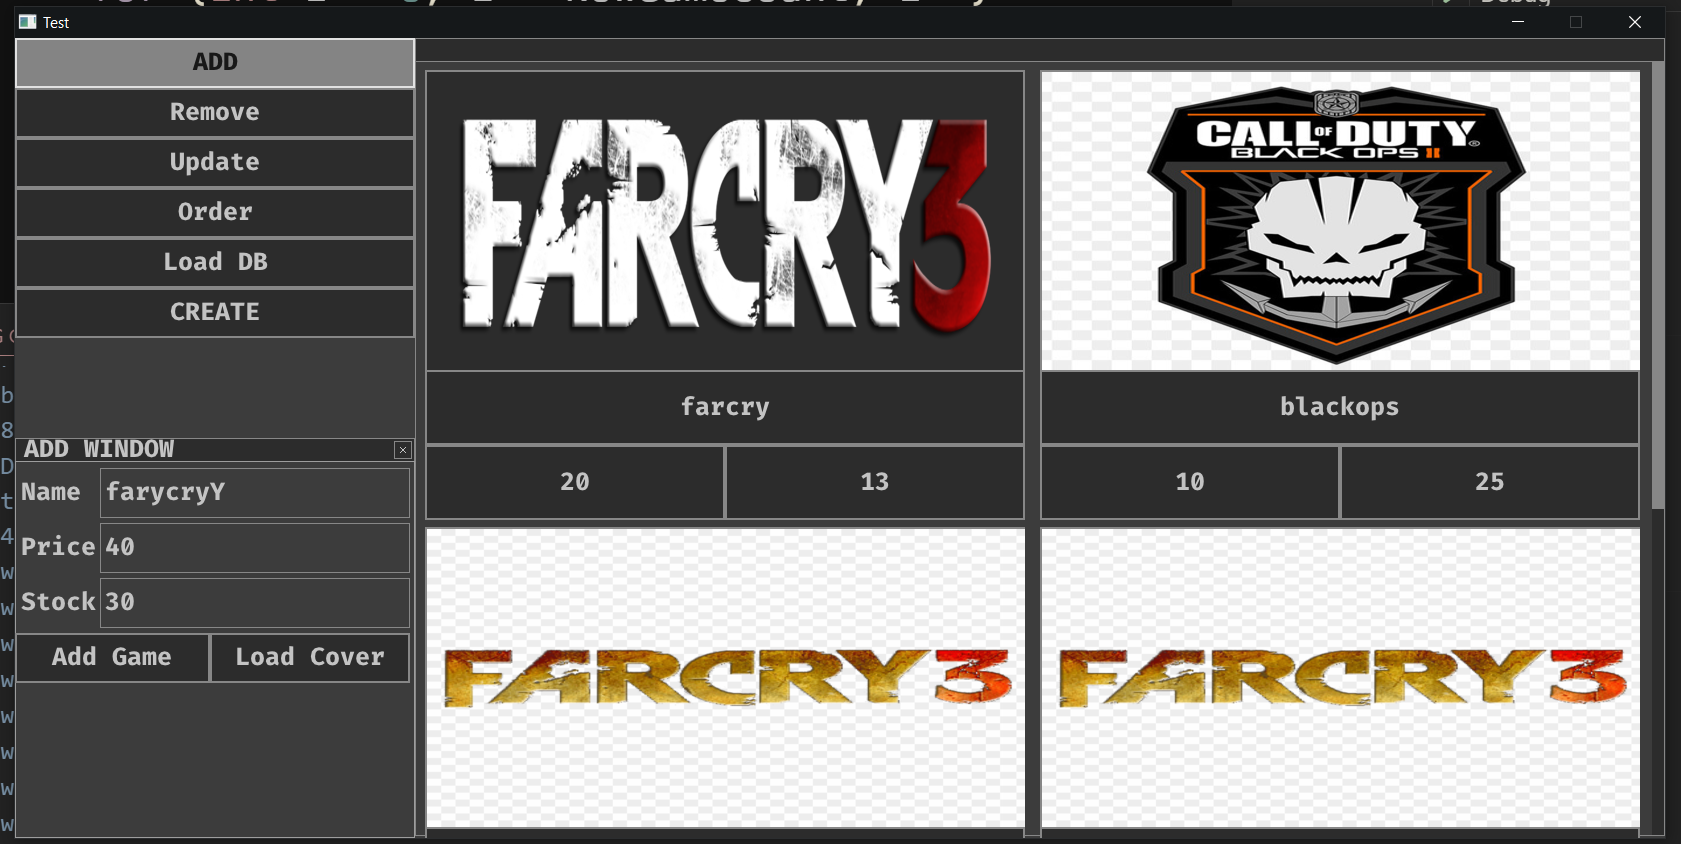 Test
ADD
Remove
Update
Order
Load DB
CREATE
ADD WINDOW
Name farycryY
Price 40
Stock 30
Add Game Load Cover
FARCRY3
farcry
20 13
CALL OF DUTY®
BLACK OPS II
blackops
10 25
FARCRY3
FARCRY3